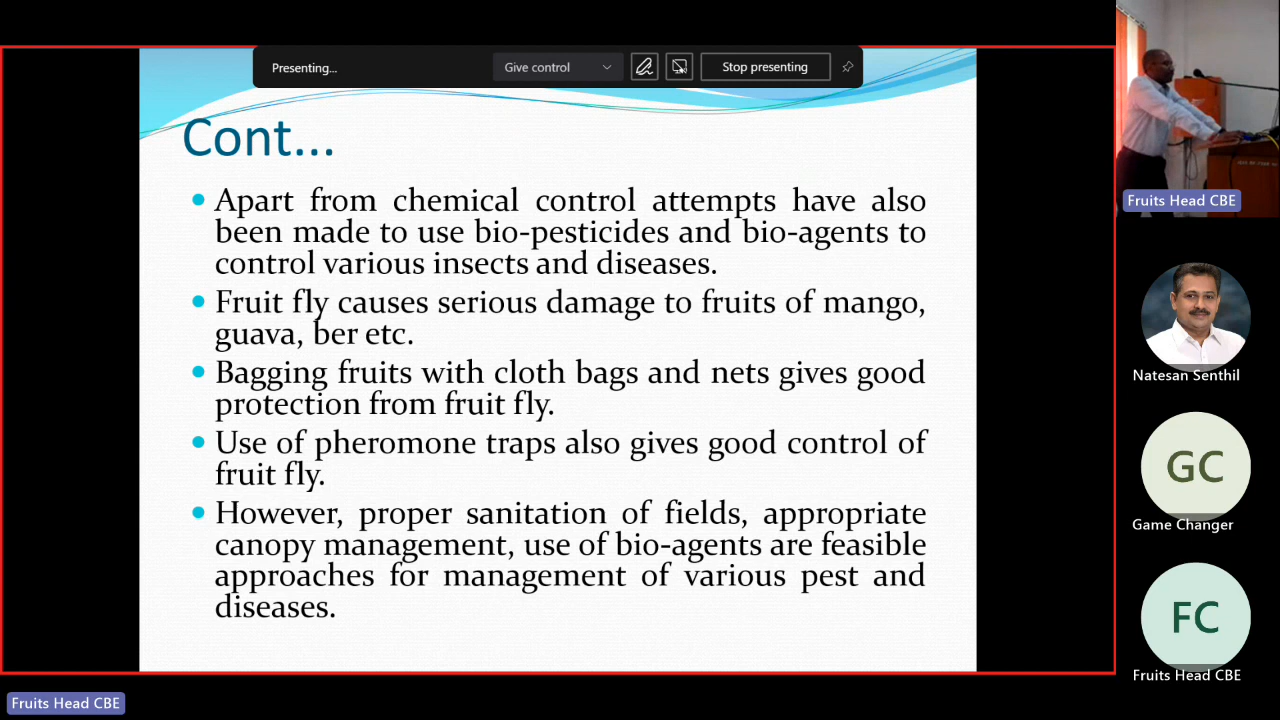 Presenting...
Give control
Stop presenting
Cont...
Apart from chemical control attempts have also
been made to use bio-pesticides and bio-agents to
control various insects and diseases.
Fruit fly causes serious damage to fruits of mango,
guava, ber etc.
Bagging fruits with cloth bags and nets gives good
protection from fruit fly.
Use of pheromone traps also gives good control of
fruit fly.
However, proper sanitation of fields, appropriate
canopy management, use of bio-agents are feasible
approaches for management of various pest and
diseases.
Fruits Head CBE
Natesan Senthil
GC
Game Changer
FC
Fruits Head CBE
Fruits Head CBE